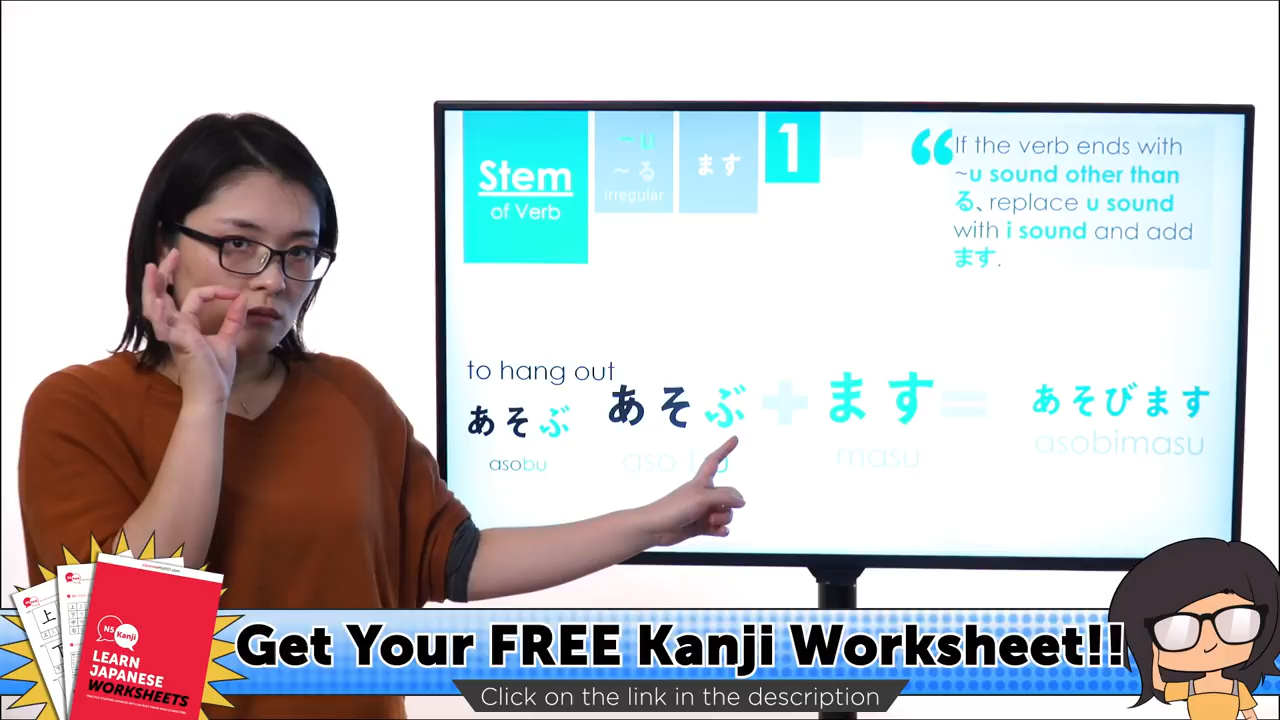 Stem
of Verb
~u
~る
irregular
ます
1
“If the verb ends with
~u sound other than
る、replace u sound
with i sound and add
ます.
to hang out
あそぶ
asobu
あそぶ + ます = あそびます
masu
asobimasu
N5
Kanji
LEARN
JAPANESE
WORKSHEETS
上
Get Your FREE Kanji Worksheet!!
Click on the link in the description